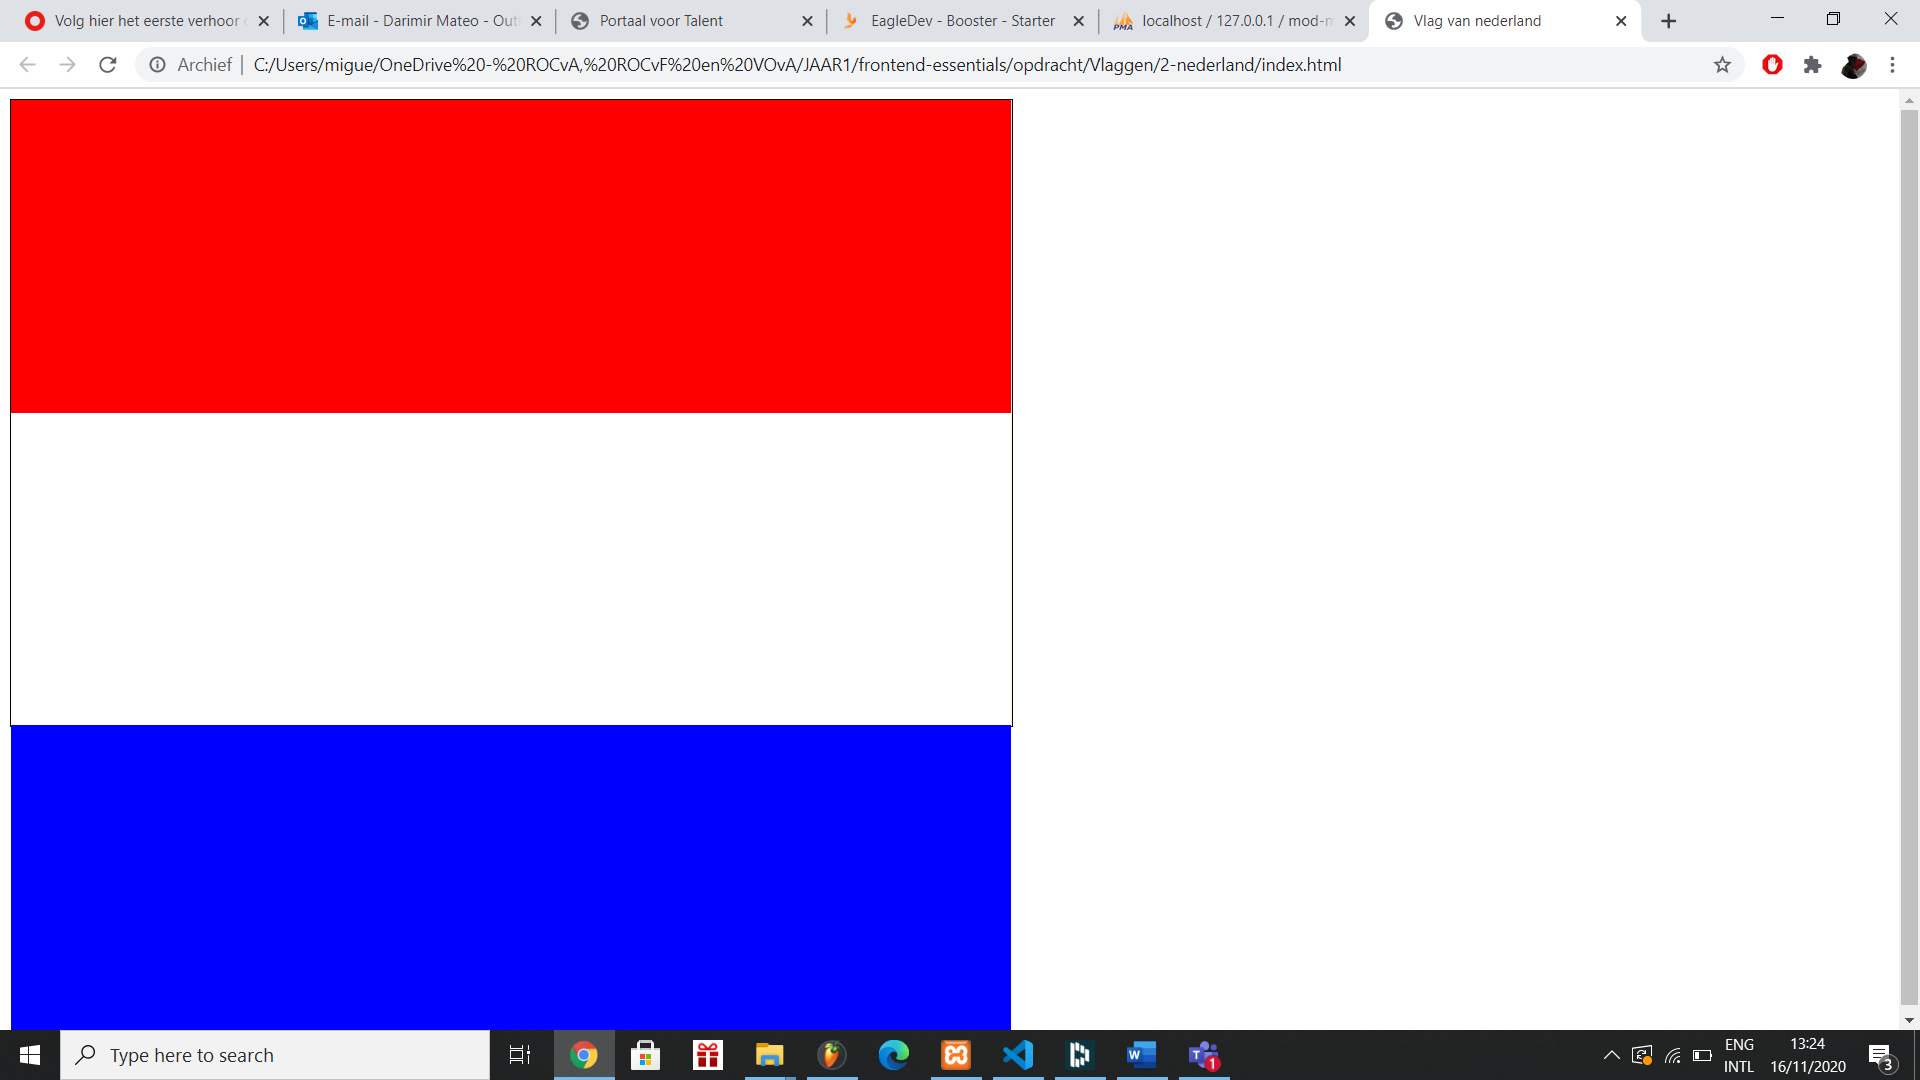 Volg hier het eerste verhoor
E-mail - Darimir Mateo - Out
Portaal voor Talent
EagleDev - Booster - Starter
localhost / 127.0.0.1 / mod-m
PMA
Vlag van nederland
Archief
C:/Users/migue/OneDrive%20-%20ROCvA,%20ROCvF%20en%20VOvA/JAAR1/frontend-essentials/opdracht/Vlaggen/2-nederland/index.html
Type here to search
1
ENG
INTL
13:24
16/11/2020
3